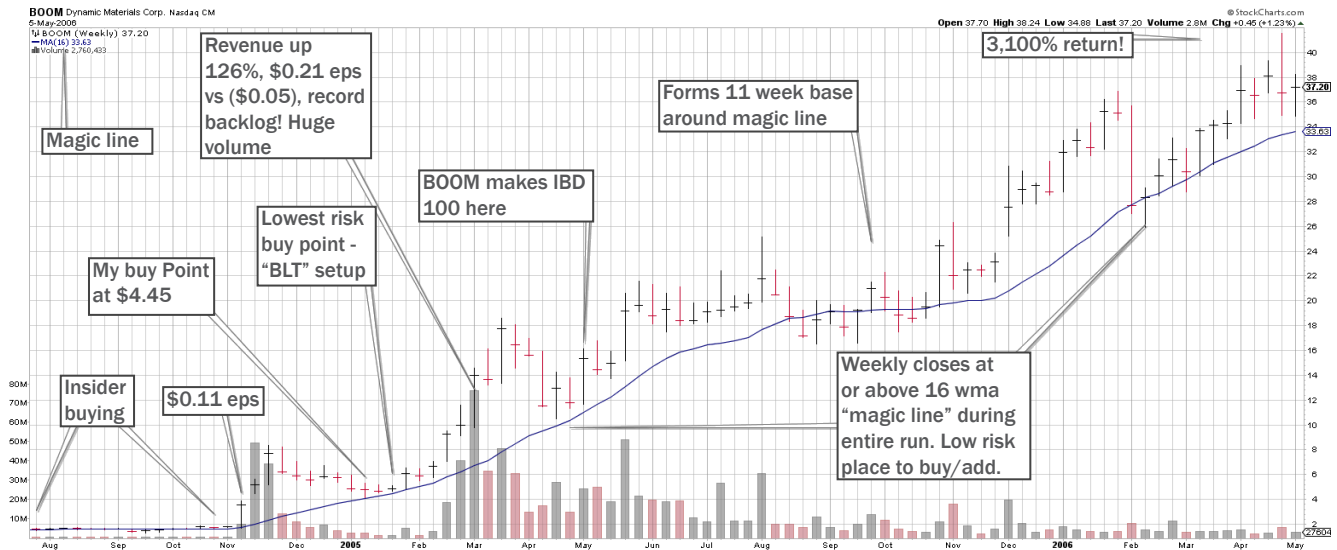 BOOM Dynamic Materials Corp. Nasdaq CM
© StockCharts.com
5-May-2006
Open 37.70 High 38.24 Low 34.88 Last 37.20 Volume 2.8M Chg +0.45 (+1.23%)
BOOM (Weekly) 37.20
MA(16) 33.63
Volume 2,760,433
Magic line
Revenue up
126%, $0.21 eps
vs ($0.05), record
backlog! Huge
volume
3,100% return!
Forms 11 week base
around magic line
BOOM makes IBD
100 here
Lowest risk
buy point -
“BLT” setup
My buy Point
at $4.45
Insider
buying
$0.11 eps
Weekly closes at
or above 16 wma
“magic line” during
entire run. Low risk
place to buy/add.
40
38
37.20
36
34
33.63
32
30
28
26
24
22
20
18
16
14
12
10
8
6
4
2
27604
80M
70M
60M
50M
40M
30M
20M
10M
Aug Sep Oct Nov Dec 2005 Feb Mar Apr May Jun Jul Aug Sep Oct Nov Dec 2006 Feb Mar Apr May